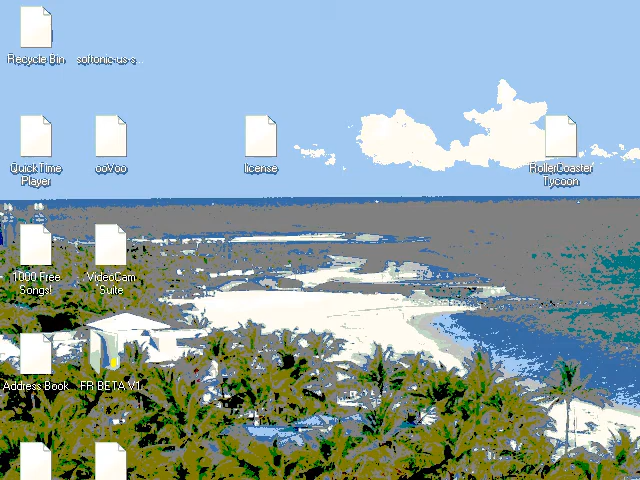 Recycle Bin
softonic-us-s...
QuickTime
Player
ooVoo
license
RollerCoaster
Tycoon
1000 Free
Songs!
VideoCam
Suite
Address Book
FR BETA V1